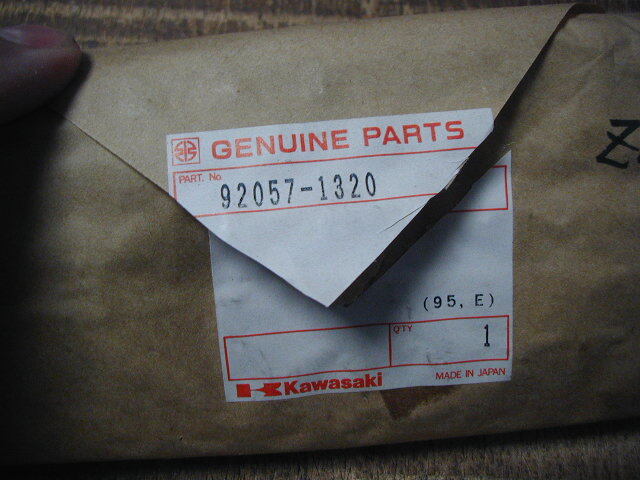 GENUINE PARTS
PART. No.
92057-1320
(95, E)
QTY
1
Kawasaki
MADE IN JAPAN